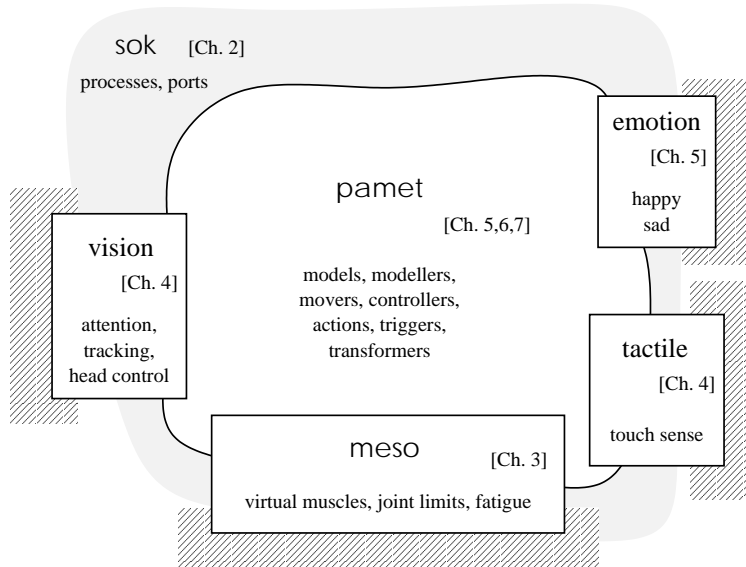 sok [Ch. 2]
processes, ports
emotion
[Ch. 5]
happy
sad
pamet
[Ch. 5,6,7]
models, modellers,
movers, controllers,
actions, triggers,
transformers
vision
[Ch. 4]
attention,
tracking,
head control
tactile
[Ch. 4]
touch sense
meso [Ch. 3]
virtual muscles, joint limits, fatigue